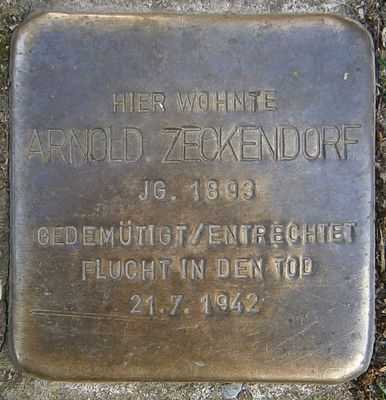 HIER WOHNTE
ARNOLD ZECKENDORF
JG. 1893
GEDEMÜTIGT/ENTRECHTET
FLUCHT IN DEN TOD
21.7. 1942